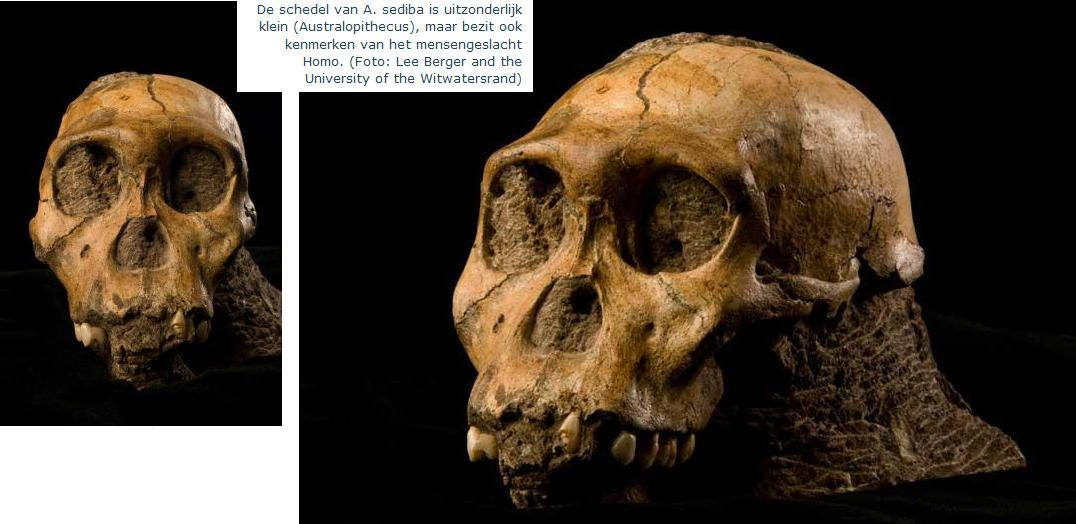 De schedel van A. sediba is uitzonderlijk
klein (Australopithecus), maar bezit ook
kenmerken van het mensengeslacht
Homo. (Foto: Lee Berger and the
University of the Witwatersrand)